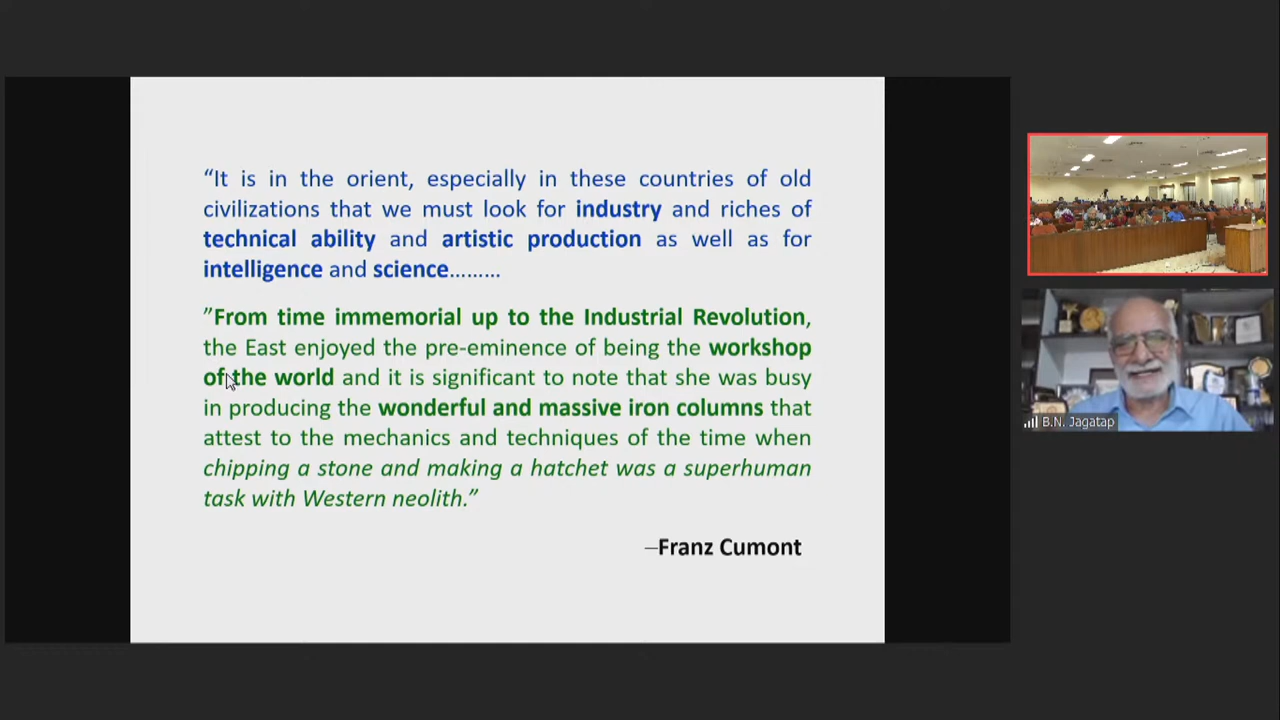 “It is in the orient, especially in these countries of old
civilizations that we must look for industry and riches of
technical ability and artistic production as well as for
intelligence and science………
”From time immemorial up to the Industrial Revolution,
the East enjoyed the pre-eminence of being the workshop
of the world and it is significant to note that she was busy
in producing the wonderful and massive iron columns that
attest to the mechanics and techniques of the time when
chipping a stone and making a hatchet was a superhuman
task with Western neolith.”
–Franz Cumont
B.N. Jagatap